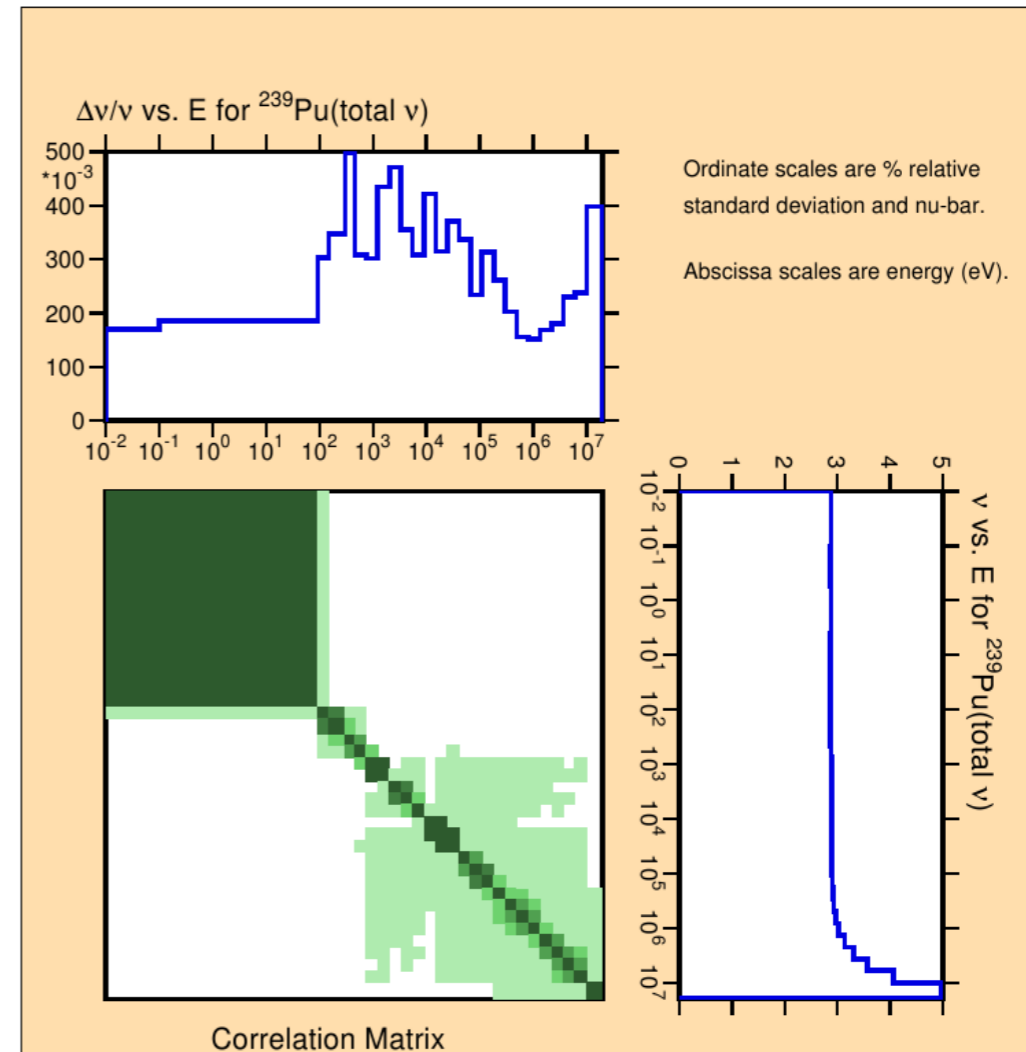 Δν/ν vs. E for ²³⁹Pu(total ν)
500
*10⁻³
400
300
200
100
0
10⁻² 10⁻¹ 10⁰ 10¹ 10² 10³ 10⁴ 10⁵ 10⁶ 10⁷
Ordinate scales are % relative
standard deviation and nu-bar.
Abscissa scales are energy (eV).
0 1 2 3 4 5
10⁻² 10⁻¹ 10⁰ 10¹ 10² 10³ 10⁴ 10⁵ 10⁶ 10⁷
ν vs. E for ²³⁹Pu(total ν)
Correlation Matrix